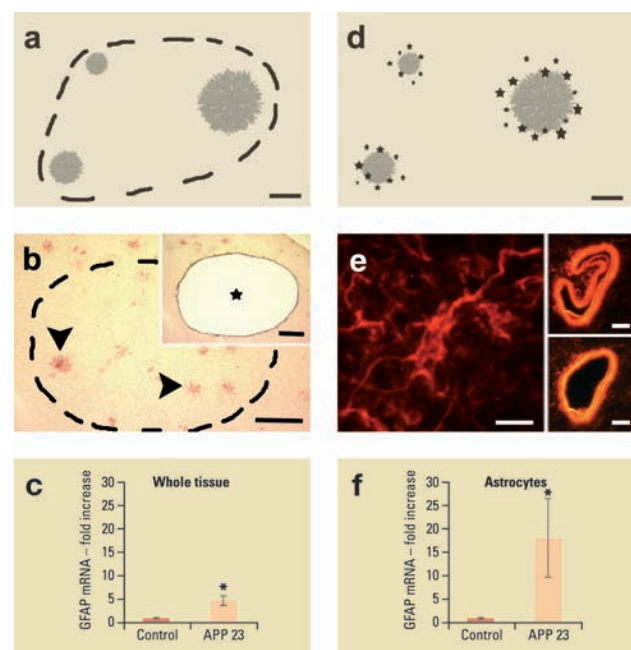 a
d
b
e
c
Whole tissue
GFAP mRNA – fold increase
30
25
20
15
10
5
0
*
Control
APP 23
f
Astrocytes
GFAP mRNA – fold increase
30
25
20
15
10
5
0
*
Control
APP 23